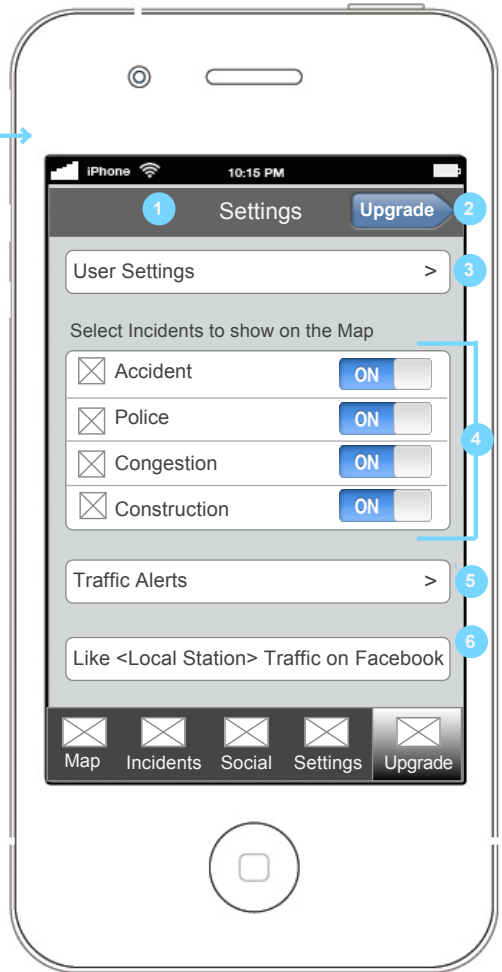 iPhone 10:15 PM
1 Settings Upgrade 2
User Settings > 3
Select Incidents to show on the Map
Accident ON
Police ON
4
Congestion ON
Construction ON
Traffic Alerts > 5
6
Like <Local Station> Traffic on Facebook
Map Incidents Social Settings Upgrade